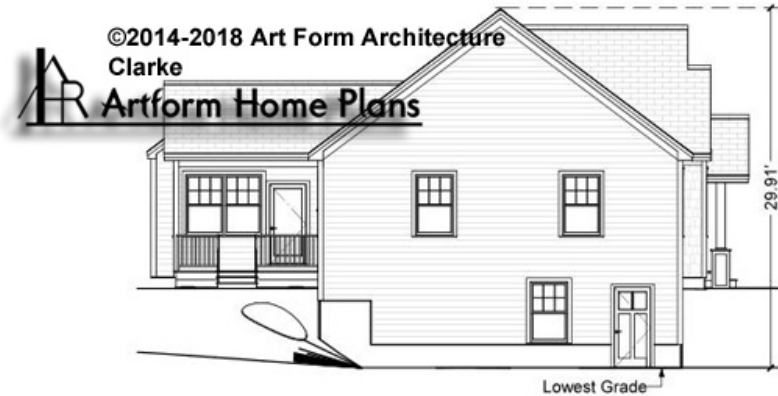 ©2014-2018 Art Form Architecture
Clarke
Artform Home Plans
29.91'
Lowest Grade